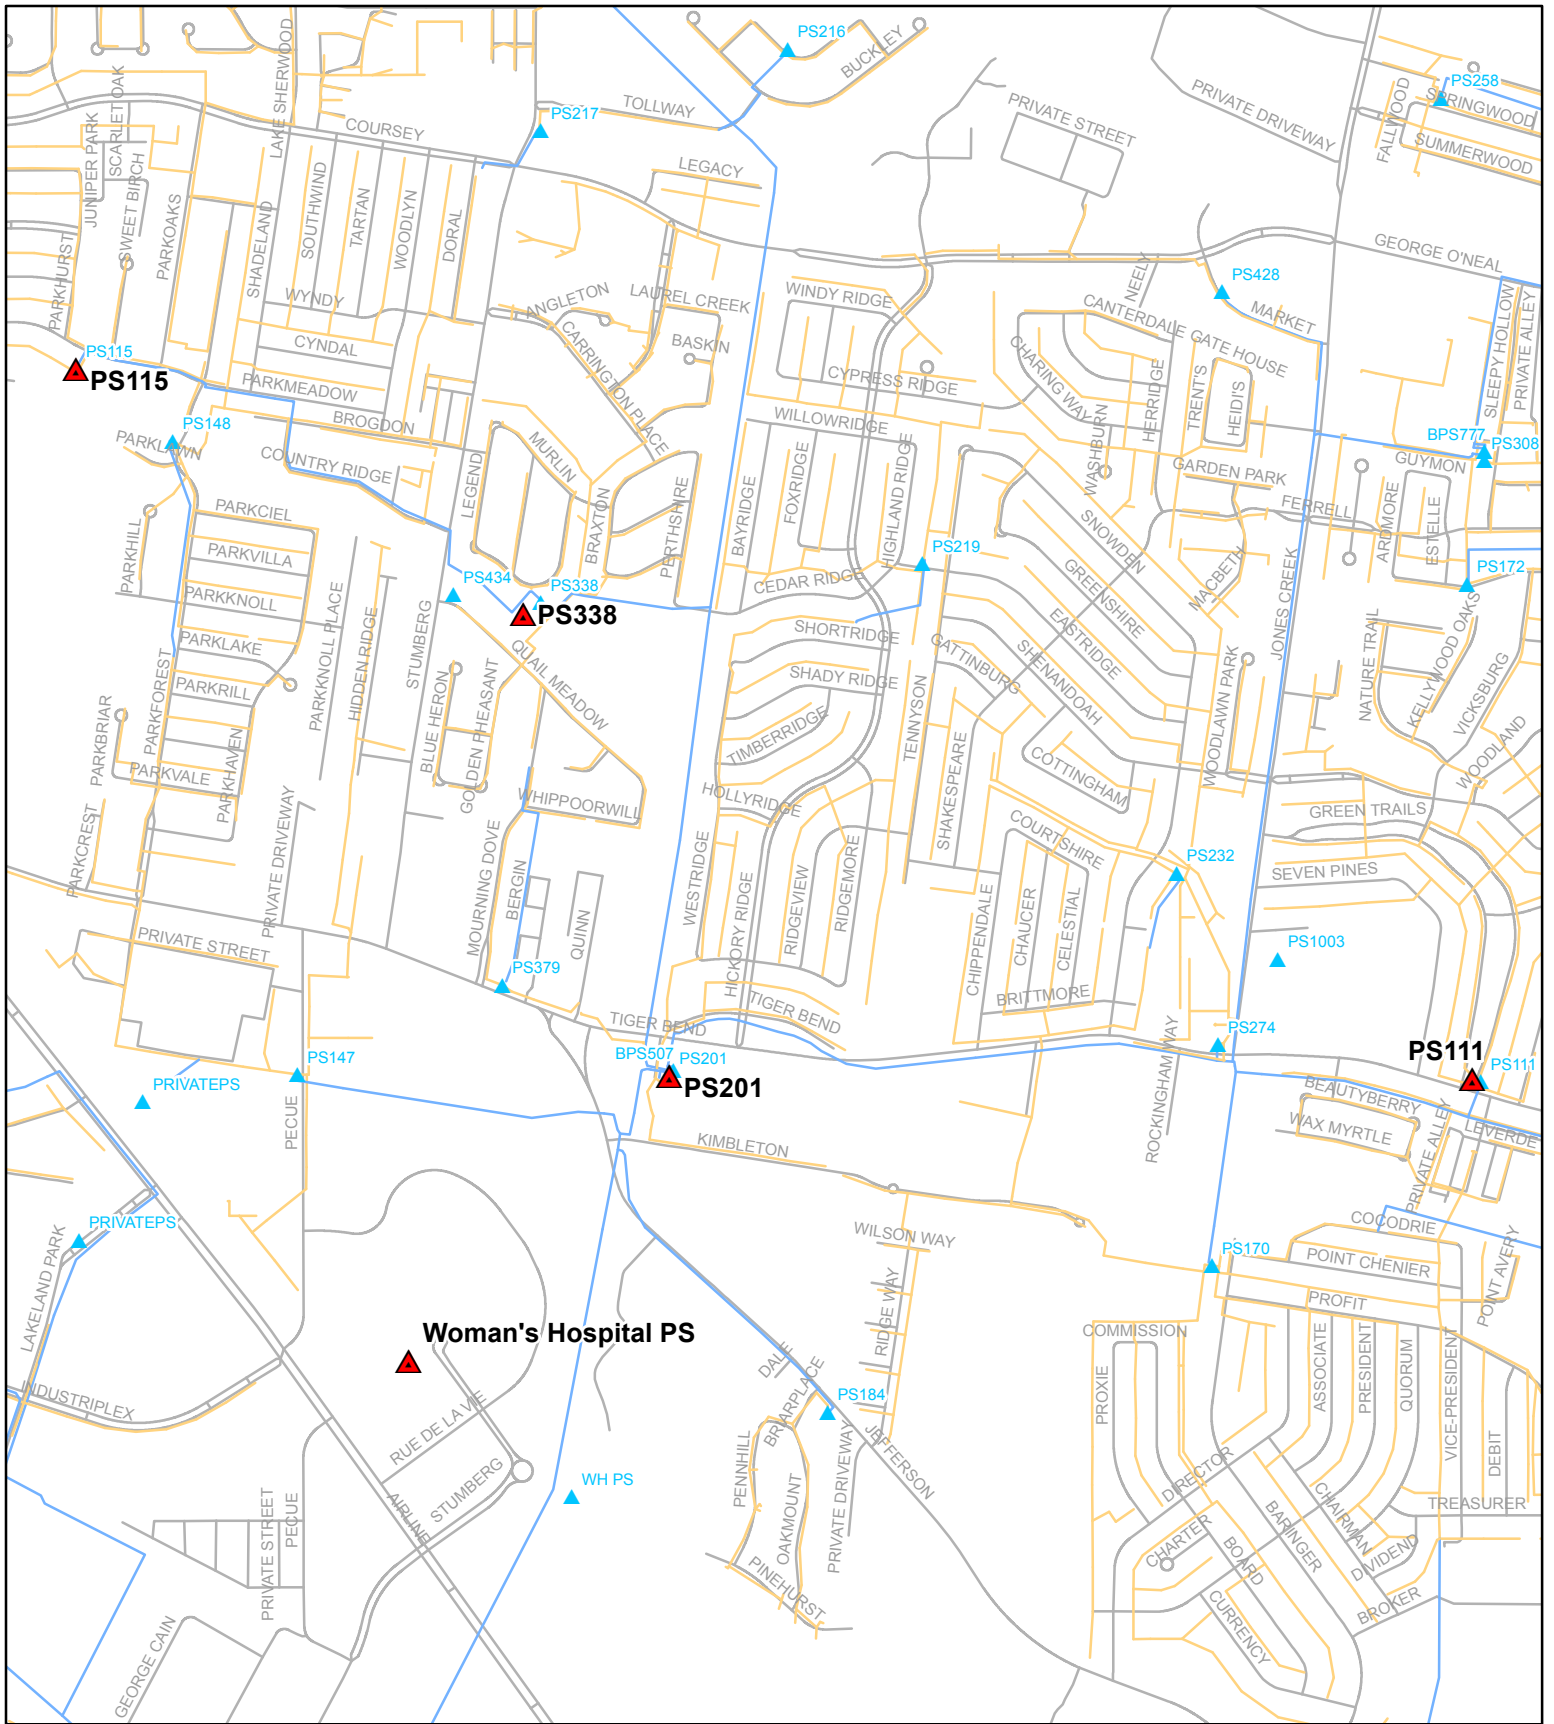 PS216
BUCKLEY
LAKE SHERWOOD
SCARLET OAK
JUNIPER PARK
SWEET BIRCH
COURSEY
PS217
TOLLWAY
LEGACY
PRIVATE STREET
PRIVATE DRIVEWAY
PS258
FALLWOOD
SPRINGWOOD
SUMMERWOOD
GEORGE O'NEAL
PARKHURST
PARKOAKS
SHADELAND
SOUTHWIND
TARTAN
WOODLYN
DORAL
WYNDY
CYNDAL
PARKMEADOW
BROGDON
COUNTRY RIDGE
ANGLETON
LAUREL CREEK
BASKIN
CARRINGTON PLACE
WINDY RIDGE
CYPRESS RIDGE
WILLOWRIDGE
NEELY
PS428
MARKET
CANTERDALE
GATE HOUSE
CHARING WAY
HERRIDGE
TRENT'S
HEIDI'S
WASHBURN
GARDEN PARK
FERRELL
SLEEPY HOLLOW
PRIVATE ALLEY
BPS777
PS308
GUYMON
ARDMORE
ESTELLE
PS115
PS115
PS148
PARKLAWN
PARKHILL
PARKCIEL
PARKVILLA
PARKKNOLL
PARKLAKE
PARKRILL
PARKFOREST
PARKBRIAR
PARKVALE
PARKHAVEN
PARKCREST
PARKKNOLL PLACE
HIDDEN RIDGE
STUMBERG
LEGEND
MURLIN
BRAXTON
PERTHSHIRE
BAYRIDGE
FOXRIDGE
HIGHLAND RIDGE
PS219
CEDAR RIDGE
PS434
PS338
PS338
QUAIL MEADOW
BLUE HERON
GOLDEN PHEASANT
WHIPPOORWILL
MOURNING DOVE
BERGIN
QUINN
PRIVATE DRIVEWAY
PRIVATE STREET
SHORTRIDGE
SHADY RIDGE
TIMBERRIDGE
HOLLYRIDGE
WESTRIDGE
HICKORY RIDGE
RIDGEVIEW
RIDGEMORE
TENNYSON
SHAKESPEARE
GATTINBURG
SHENANDOAH
EASTRIDGE
GREENSHIRE
SNOWDEN
MACBETH
WOODLAWN PARK
JONES CREEK
COTTINGHAM
COURTSHIRE
CHIPPENDALE
CHAUCER
CELESTIAL
BRITTMORE
PS172
NATURE TRAIL
KELLYWOOD OAKS
VICKSBURG
WOODLAND
GREEN TRAILS
SEVEN PINES
PS232
PS1003
PS274
ROCKINGHAM WAY
PS379
TIGER BEND
TIGER BEND
BPS507
PS201
PS201
PS111
PS111
BEAUTYBERRY
WAX MYRTLE
PRIVATE ALLEY
LEVERDE
PS147
PRIVATEPS
PECUE
KIMBLETON
PRIVATEPS
LAKELAND PARK
INDUSTRIPLEX
WILSON WAY
RIDGE WAY
COCODRIE
POINT CHENIER
POINT AVERY
PS170
PROFIT
COMMISSION
PROXIE
ASSOCIATE
PRESIDENT
QUORUM
VICE-PRESIDENT
DEBIT
TREASURER
DIRECTOR
CHARTER
BOARD
BARINGER
CHAIRMAN
DIVIDEND
BROKER
CURRENCY
Woman's Hospital PS
RUE DE LA VIE
STUMBERG
AIRLINE
WH PS
DALE
BRIARPLACE
PS184
JEFFERSON
PENNHILL
OAKMOUNT
PRIVATE DRIVEWAY
PINEHURST
PECUE
PRIVATE STREET
GEORGE CAIN